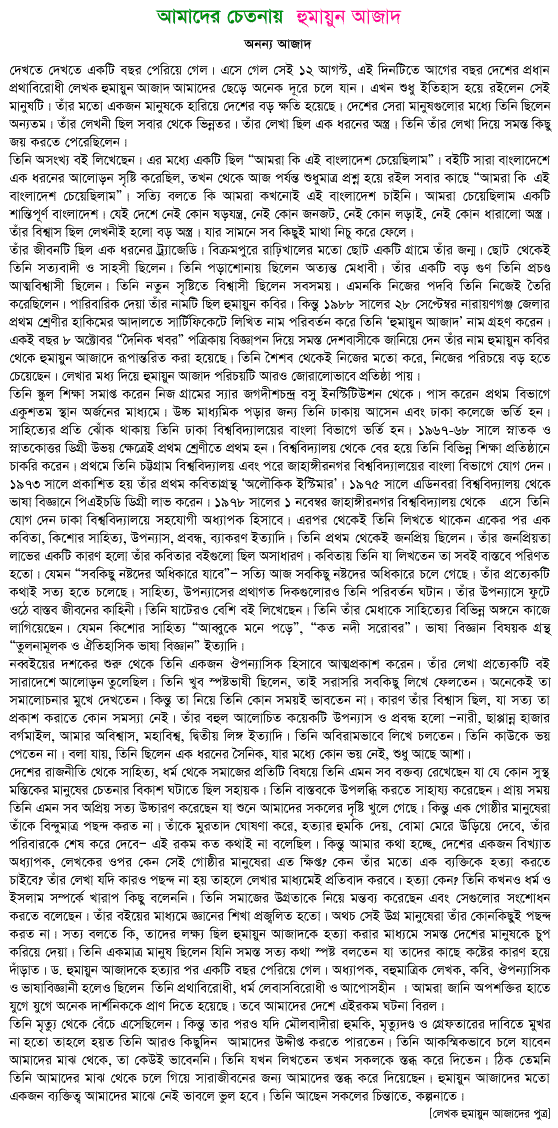 আমাদের চেতনায় হুমায়ুন আজাদ
অনন্য আজাদ
দেখতে দেখতে একটি বছর পেরিয়ে গেল। এসে গেল সেই ১২ আগস্ট, এই দিনটিতে আগের বছর দেশের প্রধান
প্রথাবিরোধী লেখক হুমায়ুন আজাদ আমাদের ছেড়ে অনেক দূরে চলে যান। এখন শুধু ইতিহাস হয়ে রইলেন সেই
মানুষটি। তাঁর মতো একজন মানুষকে হারিয়ে দেশের বড় ক্ষতি হয়েছে। দেশের সেরা মানুষগুলোর মধ্যে তিনি ছিলেন
অন্যতম। তাঁর লেখনী ছিল সবার থেকে ভিন্নতর। তাঁর লেখা ছিল এক ধরনের অস্ত্র। তিনি তাঁর লেখা দিয়ে সমস্ত কিছু
জয় করতে পেরেছিলেন।
তিনি অসংখ্য বই লিখেছেন। এর মধ্যে একটি ছিল “আমরা কি এই বাংলাদেশ চেয়েছিলাম”। বইটি সারা বাংলাদেশে
এক ধরনের আলোড়ন সৃষ্টি করেছিল, তখন থেকে আজ পর্যন্ত শুধুমাত্র প্রশ্ন হয়ে রইল সবার কাছে “আমরা কি এই
বাংলাদেশ চেয়েছিলাম”। সত্যি বলতে কি আমরা কখনোই এই বাংলাদেশ চাইনি। আমরা চেয়েছিলাম একটি
শান্তিপূর্ণ বাংলাদেশ। যেই দেশে নেই কোন ষড়যন্ত্র, নেই কোন জনজট, নেই কোন লড়াই, নেই কোন ধারালো অস্ত্র।
তাঁর বিশ্বাস ছিল লেখনীই হলো বড় অস্ত্র। যার সামনে সব কিছুই মাথা নিচু করে ফেলে।
তাঁর জীবনটি ছিল এক ধরনের ট্র্যাজেডি। বিক্রমপুরে রাঢ়িখালের মতো ছোট একটি গ্রামে তাঁর জন্ম। ছোট থেকেই
তিনি সত্যবাদী ও সাহসী ছিলেন। তিনি পড়াশোনায় ছিলেন অত্যন্ত মেধাবী। তাঁর একটি বড় গুণ তিনি প্রচণ্ড
আত্মবিশ্বাসী ছিলেন। তিনি নতুন সৃষ্টিতে বিশ্বাসী ছিলেন সবসময়। এমনকি নিজের পদবি তিনি নিজেই তৈরি
করেছিলেন। পারিবারিক দেয়া তাঁর নামটি ছিল হুমায়ুন কবির। কিন্তু ১৯৮৮ সালের ২৮ সেপ্টেম্বর নারায়ণগঞ্জ জেলার
প্রথম শ্রেণীর হাকিমের আদালতে সার্টিফিকেটে লিখিত নাম পরিবর্তন করে তিনি ‘হুমায়ুন আজাদ’ নাম গ্রহণ করেন।
একই বছর ৮ অক্টোবর “দৈনিক খবর” পত্রিকায় বিজ্ঞাপন দিয়ে সমস্ত দেশবাসীকে জানিয়ে দেন তাঁর নাম হুমায়ুন কবির
থেকে হুমায়ুন আজাদে রূপান্তরিত করা হয়েছে। তিনি শৈশব থেকেই নিজের মতো করে, নিজের পরিচয়ে বড় হতে
চেয়েছেন। লেখার মধ্য দিয়ে হুমায়ুন আজাদ পরিচয়টি আরও জোরালোভাবে প্রতিষ্ঠা পায়।
তিনি স্কুল শিক্ষা সমাপ্ত করেন নিজ গ্রামের স্যার জগদীশচন্দ্র বসু ইনস্টিটিউশন থেকে। পাস করেন প্রথম বিভাগে
একুশতম স্থান অর্জনের মাধ্যমে। উচ্চ মাধ্যমিক পড়ার জন্য তিনি ঢাকায় আসেন এবং ঢাকা কলেজে ভর্তি হন।
সাহিত্যের প্রতি ঝোঁক থাকায় তিনি ঢাকা বিশ্ববিদ্যালয়ের বাংলা বিভাগে ভর্তি হন। ১৯৬৭-৬৮ সালে স্নাতক ও
স্নাতকোত্তর ডিগ্রী উভয় ক্ষেত্রেই প্রথম শ্রেণীতে প্রথম হন। বিশ্ববিদ্যালয় থেকে বের হয়ে তিনি বিভিন্ন শিক্ষা প্রতিষ্ঠানে
চাকরি করেন। প্রথমে তিনি চট্টগ্রাম বিশ্ববিদ্যালয় এবং পরে জাহাঙ্গীরনগর বিশ্ববিদ্যালয়ের বাংলা বিভাগে যোগ দেন।
১৯৭৩ সালে প্রকাশিত হয় তাঁর প্রথম কবিতাগ্রন্থ ‘অলৌকিক ইস্টিমার’। ১৯৭৫ সালে এডিনবরা বিশ্ববিদ্যালয় থেকে
ভাষা বিজ্ঞানে পিএইচডি ডিগ্রী লাভ করেন। ১৯৭৮ সালের ১ নবেম্বর জাহাঙ্গীরনগর বিশ্ববিদ্যালয় থেকে এসে তিনি
যোগ দেন ঢাকা বিশ্ববিদ্যালয়ে সহযোগী অধ্যাপক হিসাবে। এরপর থেকেই তিনি লিখতে থাকেন একের পর এক
কবিতা, কিশোর সাহিত্য, উপন্যাস, প্রবন্ধ, ব্যাকরণ ইত্যাদি। তিনি প্রথম থেকেই জনপ্রিয় ছিলেন। তাঁর জনপ্রিয়তা
লাভের একটি কারণ হলো তাঁর কবিতার বইগুলো ছিল অসাধারণ। কবিতায় তিনি যা লিখতেন তা সবই বাস্তবে পরিণত
হতো। যেমন “সবকিছু নষ্টদের অধিকারে যাবে”– সত্যি আজ সবকিছু নষ্টদের অধিকারে চলে গেছে। তাঁর প্রত্যেকটি
কথাই সত্য হতে চলেছে। সাহিত্য, উপন্যাসের প্রথাগত দিকগুলোরও তিনি পরিবর্তন ঘটান। তাঁর উপন্যাসে ফুটে
ওঠে বাস্তব জীবনের কাহিনী। তিনি ষাটেরও বেশি বই লিখেছেন। তিনি তাঁর মেধাকে সাহিত্যের বিভিন্ন অঙ্গনে কাজে
লাগিয়েছেন। যেমন কিশোর সাহিত্য “আব্বুকে মনে পড়ে”, “কত নদী সরোবর”। ভাষা বিজ্ঞান বিষয়ক গ্রন্থ
“তুলনামূলক ও ঐতিহাসিক ভাষা বিজ্ঞান” ইত্যাদি।
নব্বইয়ের দশকের শুরু থেকে তিনি একজন ঔপন্যাসিক হিসাবে আত্মপ্রকাশ করেন। তাঁর লেখা প্রত্যেকটি বই
সারাদেশে আলোড়ন তুলেছিল। তিনি খুব স্পষ্টভাষী ছিলেন, তাই সরাসরি সবকিছু লিখে ফেলতেন। অনেকেই তা
সমালোচনার মুখে দেখতেন। কিন্তু তা নিয়ে তিনি কোন সময়ই ভাবতেন না। কারণ তাঁর বিশ্বাস ছিল, যা সত্য তা
প্রকাশ করাতে কোন সমস্যা নেই। তাঁর বহুল আলোচিত কয়েকটি উপন্যাস ও প্রবন্ধ হলো –নারী, ছাপ্পান্ন হাজার
বর্গমাইল, আমার অবিশ্বাস, মহাবিশ্ব, দ্বিতীয় লিঙ্গ ইত্যাদি। তিনি অবিরামভাবে লিখে চলতেন। তিনি কাউকে ভয়
পেতেন না। বলা যায়, তিনি ছিলেন এক ধরনের সৈনিক, যার মধ্যে কোন ভয় নেই, শুধু আছে আশা।
দেশের রাজনীতি থেকে সাহিত্য, ধর্ম থেকে সমাজের প্রতিটি বিষয়ে তিনি এমন সব বক্তব্য রেখেছেন যা যে কোন সুস্থ
মস্তিকের মানুষের চেতনার বিকাশ ঘটাতে ছিল সহায়ক। তিনি বাস্তবকে উপলব্ধি করতে সাহায্য করেছেন। প্রায় সময়
তিনি এমন সব অপ্রিয় সত্য উচ্চারণ করেছেন যা শুনে আমাদের সকলের দৃষ্টি খুলে গেছে। কিন্তু এক গোষ্ঠীর মানুষেরা
তাঁকে বিন্দুমাত্র পছন্দ করত না। তাঁকে মুরতাদ ঘোষণা করে, হত্যার হুমকি দেয়, বোমা মেরে উড়িয়ে দেবে, তাঁর
পরিবারকে শেষ করে দেবে– এই রকম কত কথাই না বলেছিল। কিন্তু আমার কথা হচ্ছে, দেশের একজন বিখ্যাত
অধ্যাপক, লেখকের ওপর কেন সেই গোষ্ঠীর মানুষেরা এত ক্ষিপ্ত? কেন তাঁর মতো এক ব্যক্তিকে হত্যা করতে
চাইবে? তাঁর লেখা যদি কারও পছন্দ না হয় তাহলে লেখার মাধ্যমেই প্রতিবাদ করবে। হত্যা কেন? তিনি কখনও ধর্ম ও
ইসলাম সম্পর্কে খারাপ কিছু বলেননি। তিনি সমাজের উগ্রতাকে নিয়ে মন্তব্য করেছেন এবং সেগুলোর সংশোধন
করতে বলেছেন। তাঁর বইয়ের মাধ্যমে জ্ঞানের শিখা প্রজ্বলিত হতো। অথচ সেই উগ্র মানুষেরা তাঁর কোনকিছুই পছন্দ
করত না। সত্য বলতে কি, তাদের লক্ষ্য ছিল হুমায়ুন আজাদকে হত্যা করার মাধ্যমে সমস্ত দেশের মানুষকে চুপ
করিয়ে দেয়া। তিনি একমাত্র মানুষ ছিলেন যিনি সমস্ত সত্য কথা স্পষ্ট বলতেন যা তাদের কাছে কষ্টের কারণ হয়ে
দাঁড়াত। ড. হুমায়ুন আজাদকে হত্যার পর একটি বছর পেরিয়ে গেল। অধ্যাপক, বহুমাত্রিক লেখক, কবি, ঔপন্যাসিক
ও ভাষাবিজ্ঞানী হলেও ছিলেন তিনি প্রথাবিরোধী, ধর্ম লেবাসবিরোধী ও আপোসহীন । আমরা জানি অপশক্তির হাতে
যুগে যুগে অনেক দার্শনিককে প্রাণ দিতে হয়েছে। তবে আমাদের দেশে এইরকম ঘটনা বিরল।
তিনি মৃত্যু থেকে বেঁচে এসেছিলেন। কিন্তু তার পরও যদি মৌলবাদীরা হুমকি, মৃত্যুদণ্ড ও গ্রেফতারের দাবিতে মুখর
না হতো তাহলে হয়ত তিনি আরও কিছুদিন আমাদের উদ্দীপ্ত করতে পারতেন। তিনি আকস্মিকভাবে চলে যাবেন
আমাদের মাঝ থেকে, তা কেউই ভাবেননি। তিনি যখন লিখতেন তখন সকলকে স্তব্ধ করে দিতেন। ঠিক তেমনি
তিনি আমাদের মাঝ থেকে চলে গিয়ে সারাজীবনের জন্য আমাদের স্তব্ধ করে দিয়েছেন। হুমায়ুন আজাদের মতো
একজন ব্যক্তিত্ব আমাদের মাঝে নেই ভাবলে ভুল হবে। তিনি আছেন সকলের চিন্তাতে, কল্পনাতে।
[লেখক হুমায়ুন আজাদের পুত্র]